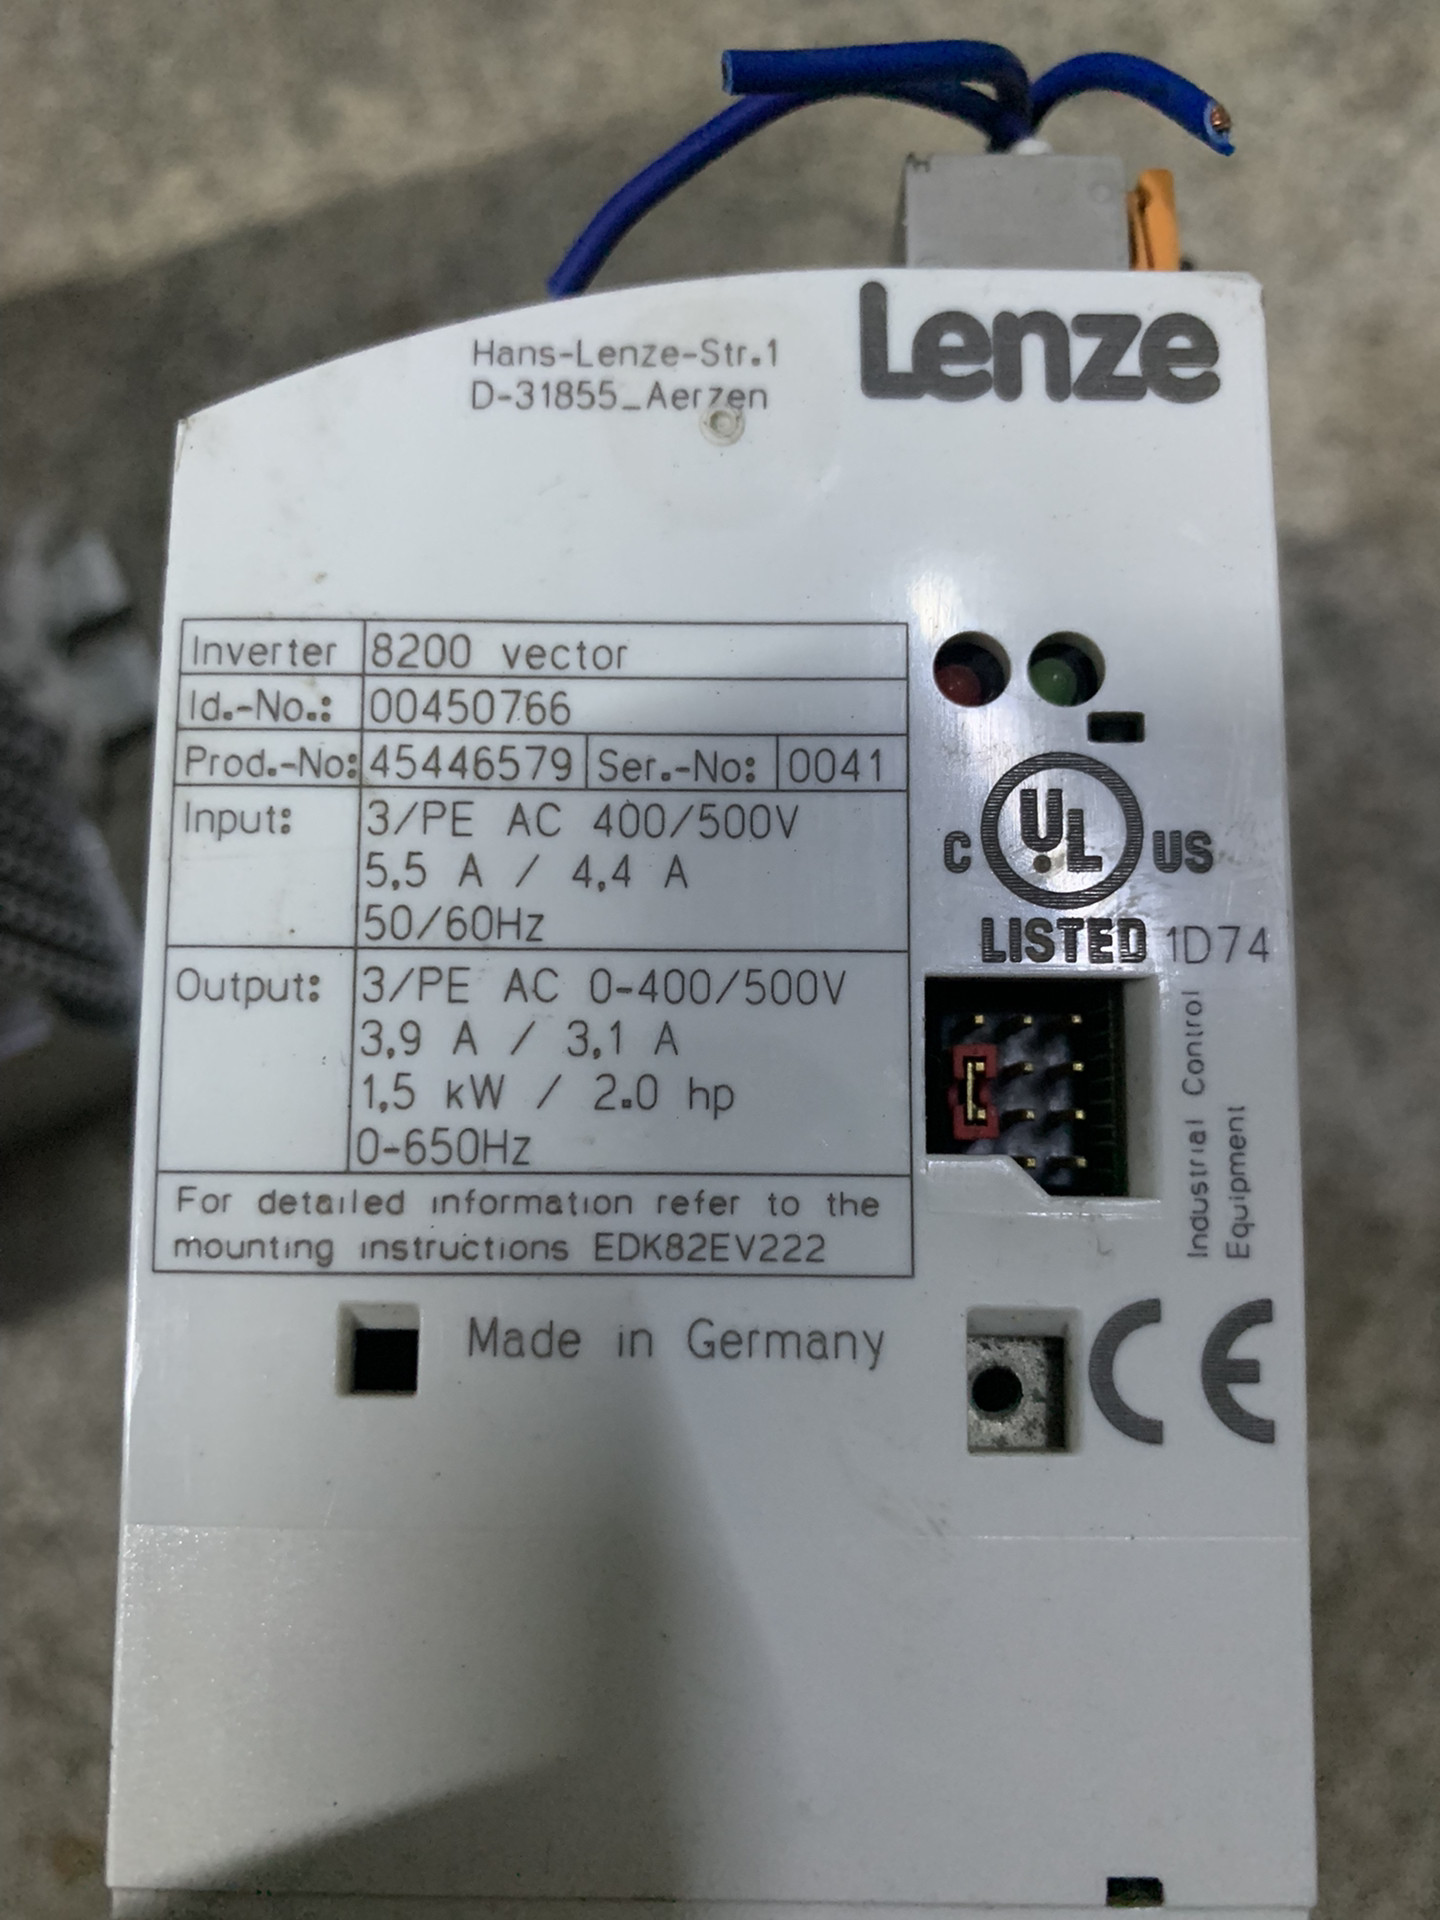 Lenze
Hans-Lenze-Str.1
D-31855_Aerzen
Inverter 8200 vector
Id.-No.: 00450766
Prod.-No: 45446579 Ser.-No: 0041
Input: 3/PE AC 400/500V
5,5 A / 4,4 A
50/60Hz
Output: 3/PE AC 0-400/500V
3,9 A / 3,1 A
1,5 kW / 2.0 hp
0-650Hz
For detailed information refer to the
mounting instructions EDK82EV222
C UL US
LISTED 1D74
Industrial Control
Equipment
Made in Germany
CE